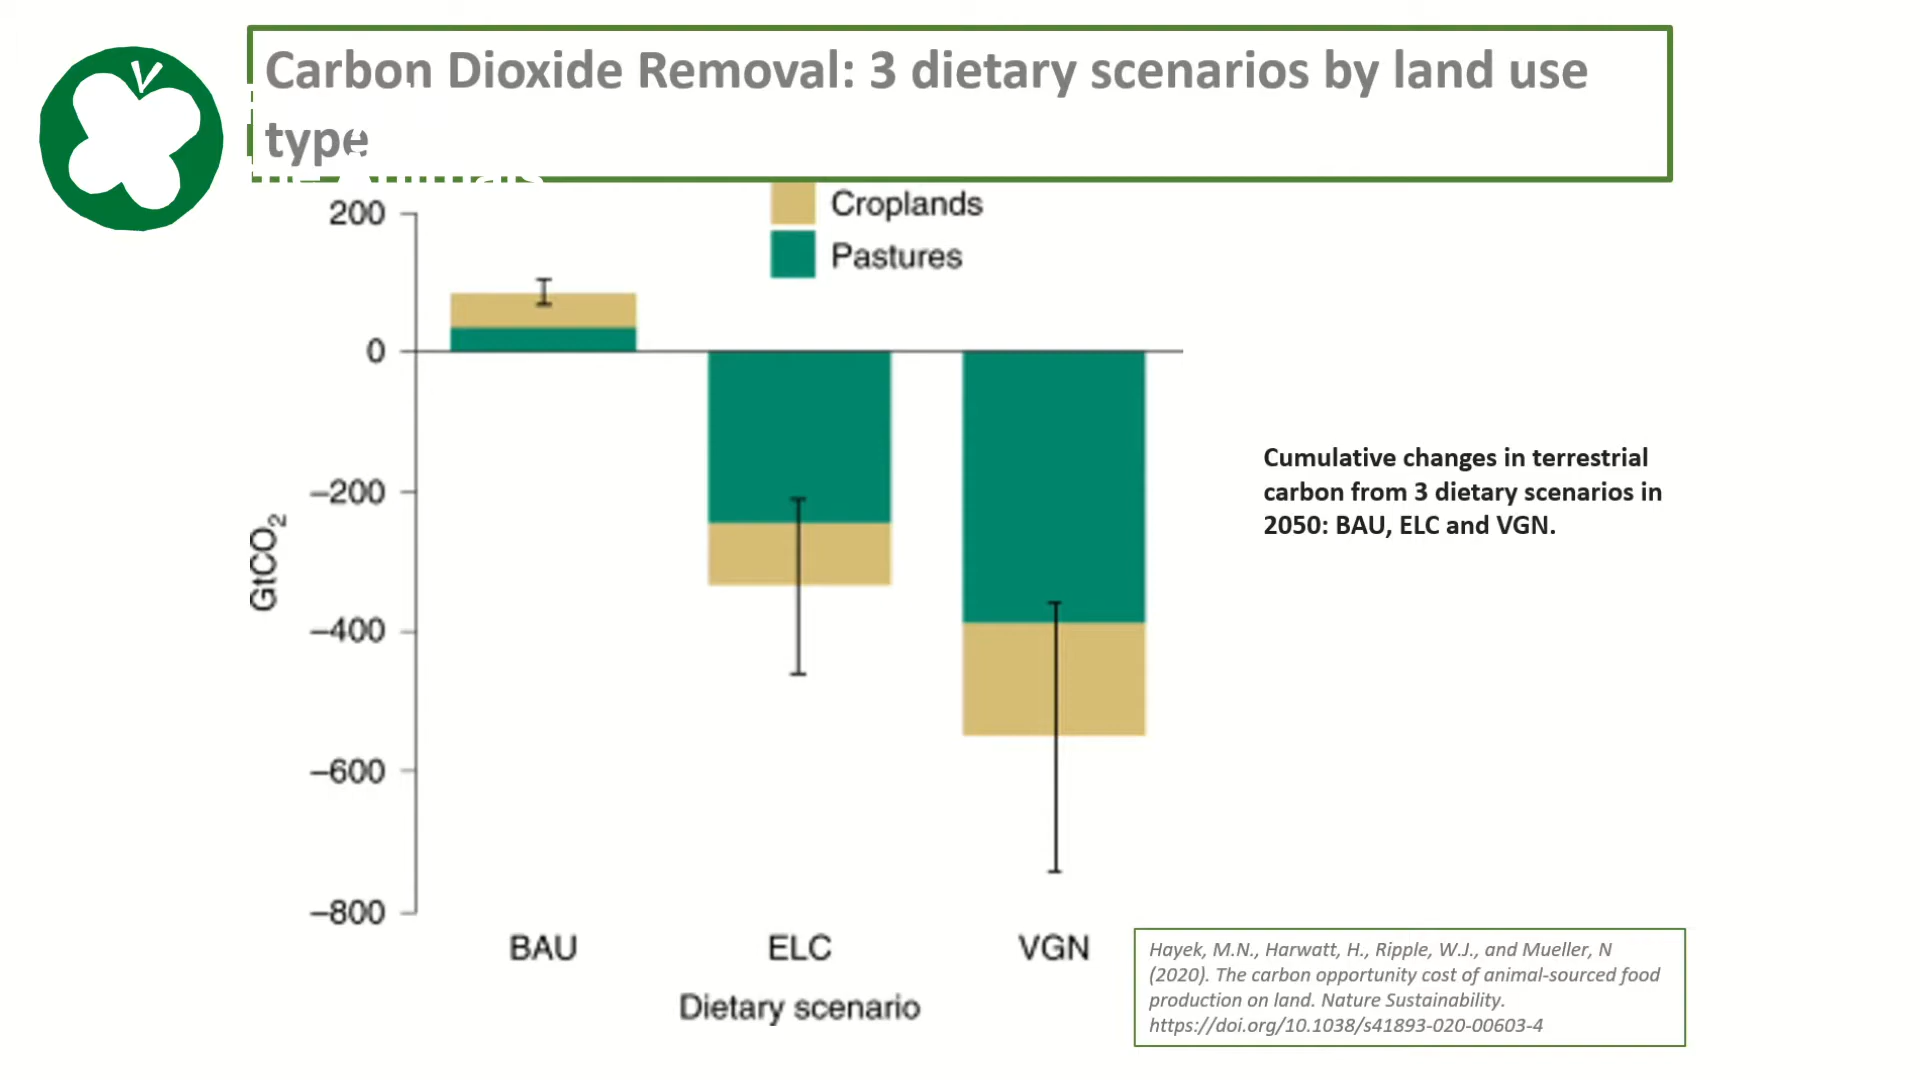 Carbon Dioxide Removal: 3 dietary scenarios by land use
type
Croplands
Pastures
200
0
–200
–400
–600
–800
GtCO2
BAU
ELC
VGN
Dietary scenario
Cumulative changes in terrestrial
carbon from 3 dietary scenarios in
2050: BAU, ELC and VGN.
Hayek, M.N., Harwatt, H., Ripple, W.J., and Mueller, N
(2020). The carbon opportunity cost of animal-sourced food
production on land. Nature Sustainability.
https://doi.org/10.1038/s41893-020-00603-4